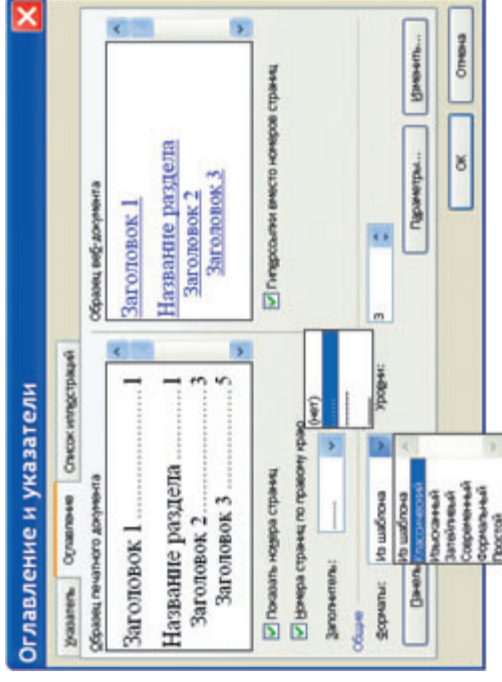 Оглавление и указатели
Указатель
Оглавление
Список иллюстраций
Образец печатного документа
Заголовок 1 ........................ 1
Название раздела ............. 1
Заголовок 2 ..................... 3
Заголовок 3 .................. 5
Образец веб-документа
Заголовок 1
Название раздела
Заголовок 2
Заголовок 3
Показать номера страниц
Номера страниц по правому краю
Гиперссылки вместо номеров страниц
Заполнитель: ......
(нет)
......
------
Общие
Форматы: Из шаблона
Уровни: 3
Из шаблона
Классический
Изысканный
Затейливый
Современный
Формальный
Простой
Панель
Параметры...
Изменить...
ОК
Отмена